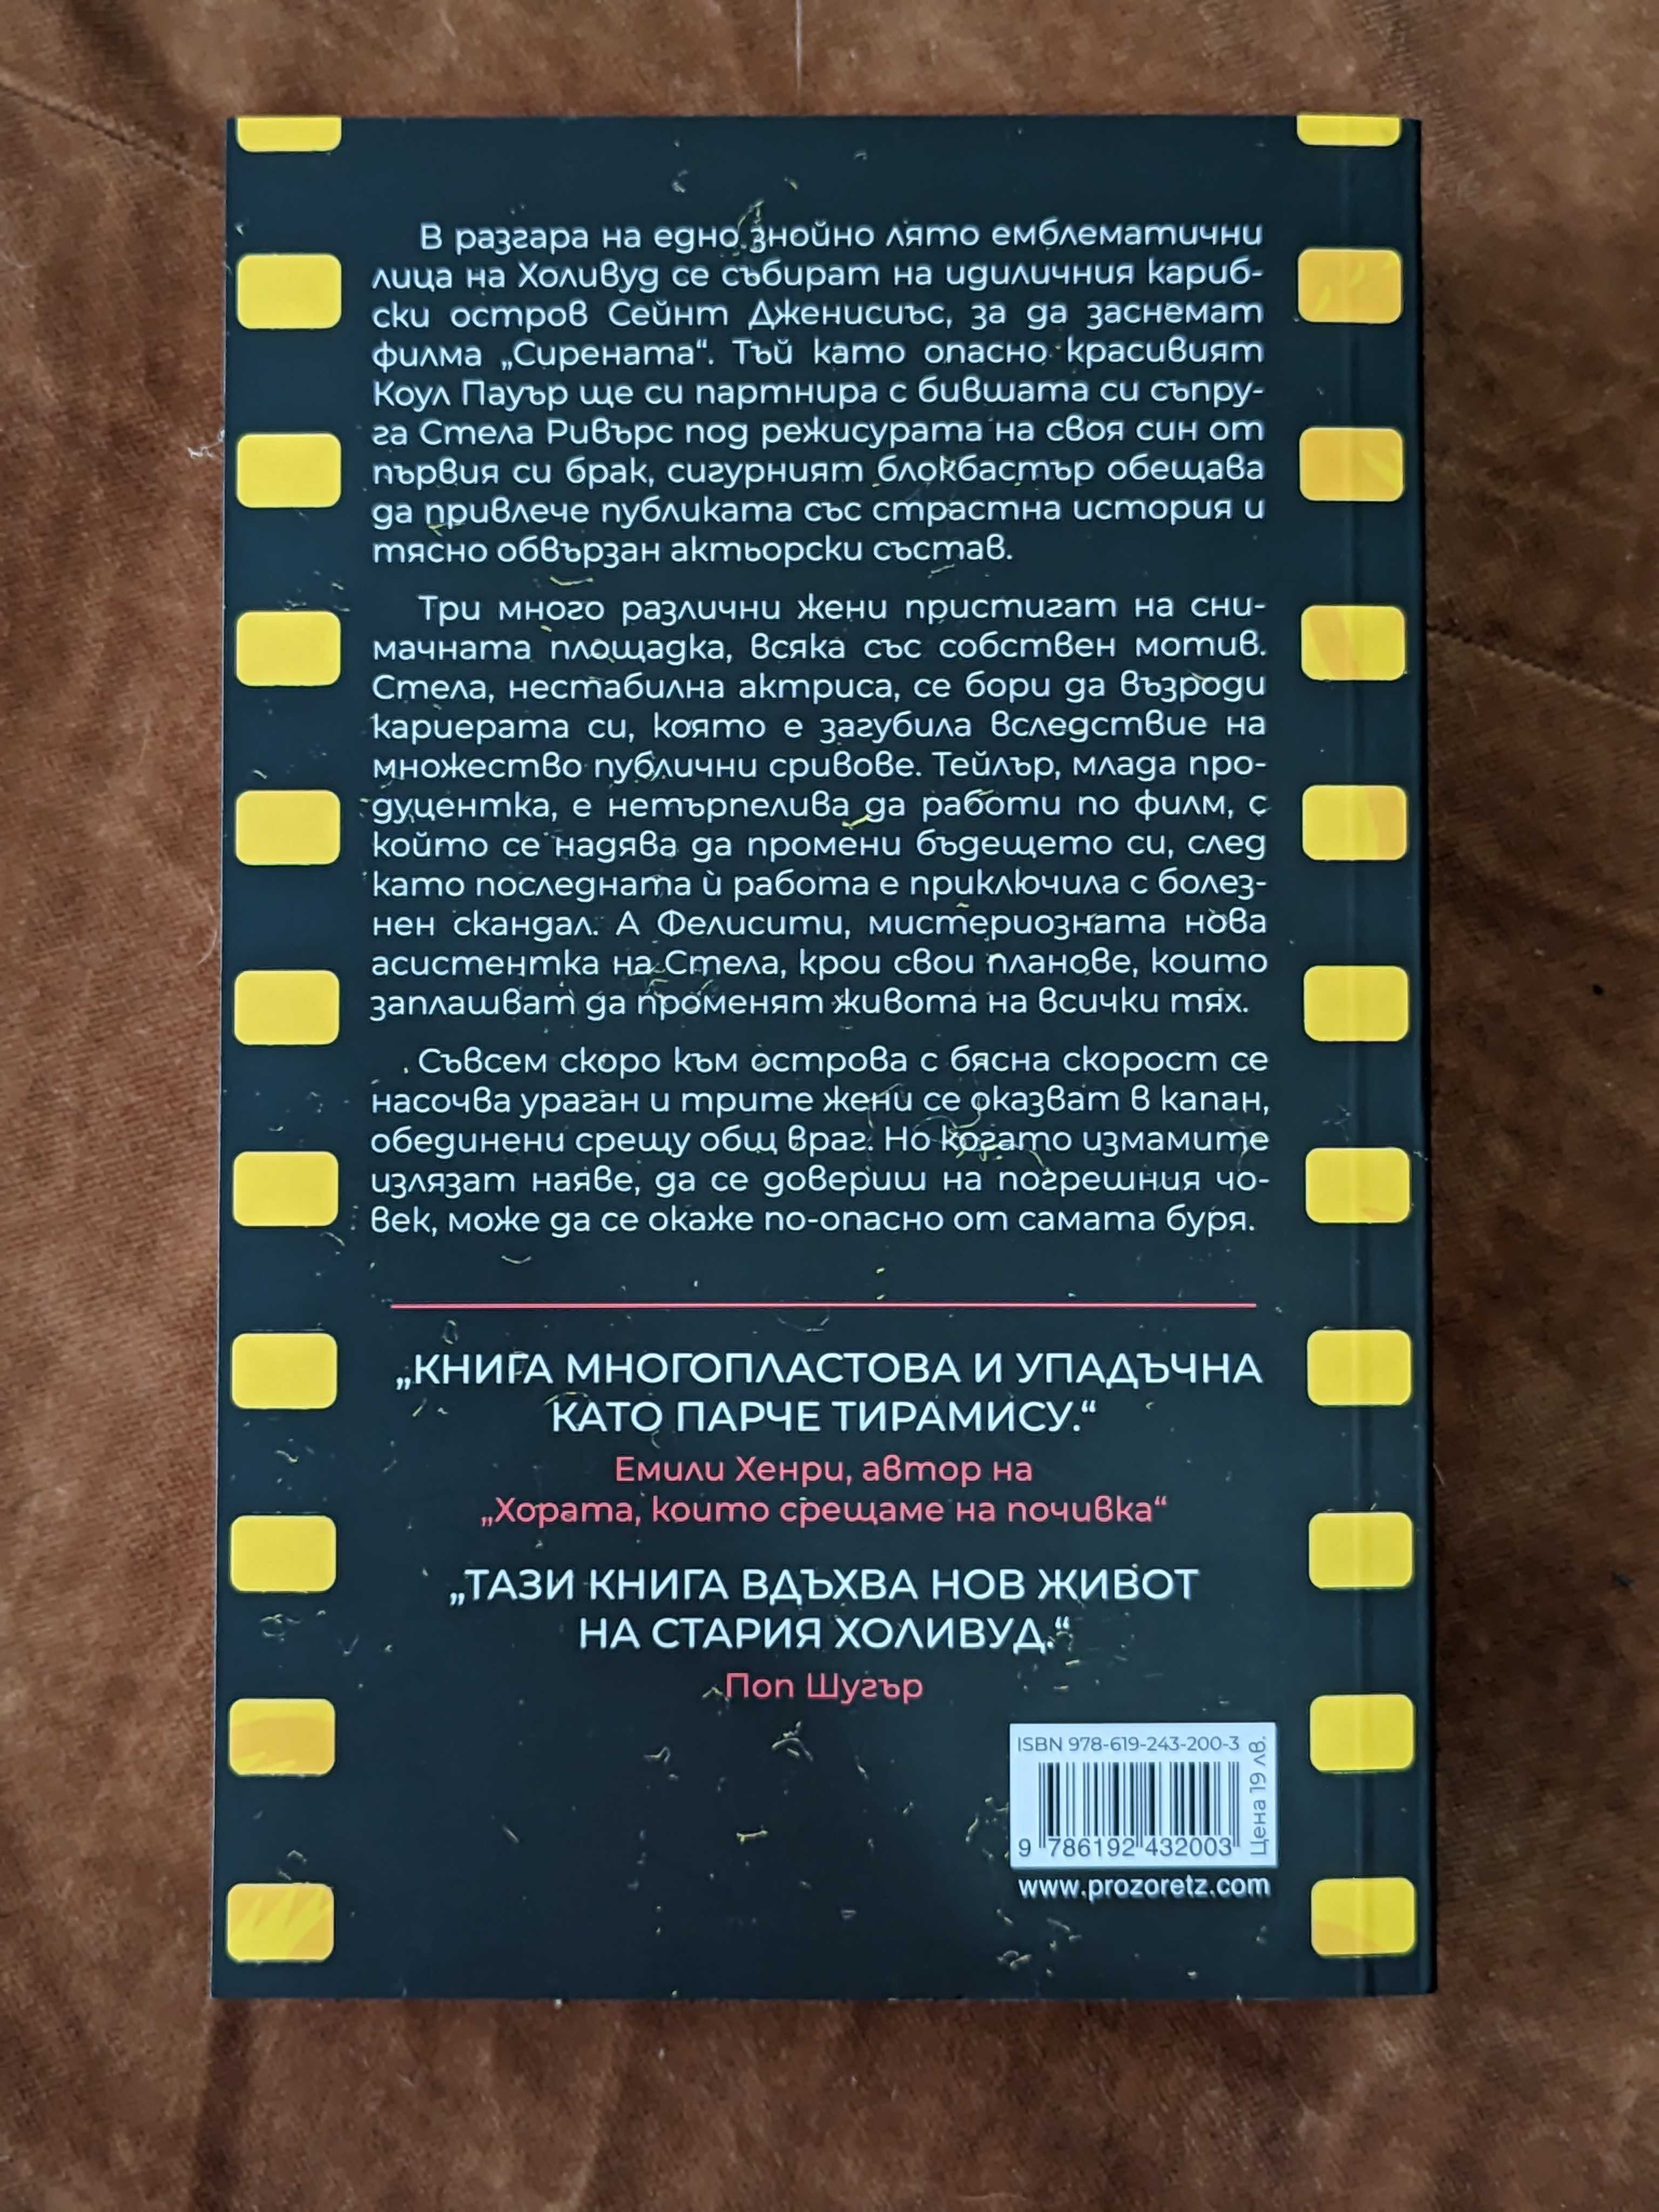 В разгара на едно знойно лято емблематични
лица на Холивуд се събират на идиличния кариб-
ски остров Сейнт Дженисиъс, за да заснемат
филма „Сирената“. Тъй като опасно красивият
Коул Пауър ще си партнира с бившата си съпру-
га Стела Ривърс под режисурата на своя син от
първия си брак, сигурният блокбастър обещава
да привлече публиката със страстна история и
тясно обвързан актьорски състав.
Три много различни жени пристигат на сни-
мачната площадка, всяка със собствен мотив.
Стела, нестабилна актриса, се бори да възроди
кариерата си, която е загубила вследствие на
множество публични сривове. Тейлър, млада про-
дуцентка, е нетърпелива да работи по филм, с
който се надява да промени бъдещето си, след
като последната ѝ работа е приключила с болез-
нен скандал. А Фелисити, мистериозната нова
асистентка на Стела, крои свои планове, които
заплашват да променят живота на всички тях.
Съвсем скоро към острова с бясна скорост се
насочва ураган и трите жени се оказват в капан,
обединени срещу общ враг. Но когато измамите
излязат наяве, да се довериш на погрешния чо-
век, може да се окаже по-опасно от самата буря.
„КНИГА МНОГОПЛАСТОВА И УПАДЪЧНА
КАТО ПАРЧЕ ТИРАМИСУ.“
Емили Хенри, автор на
„Хората, които срещаме на почивка“
„ТАЗИ КНИГА ВДЪХВА НОВ ЖИВОТ
НА СТАРИЯ ХОЛИВУД.“
Поп Шугър
ISBN 978-619-243-200-3
Цена 19 лв.
9 786192 432003
www.prozoretz.com